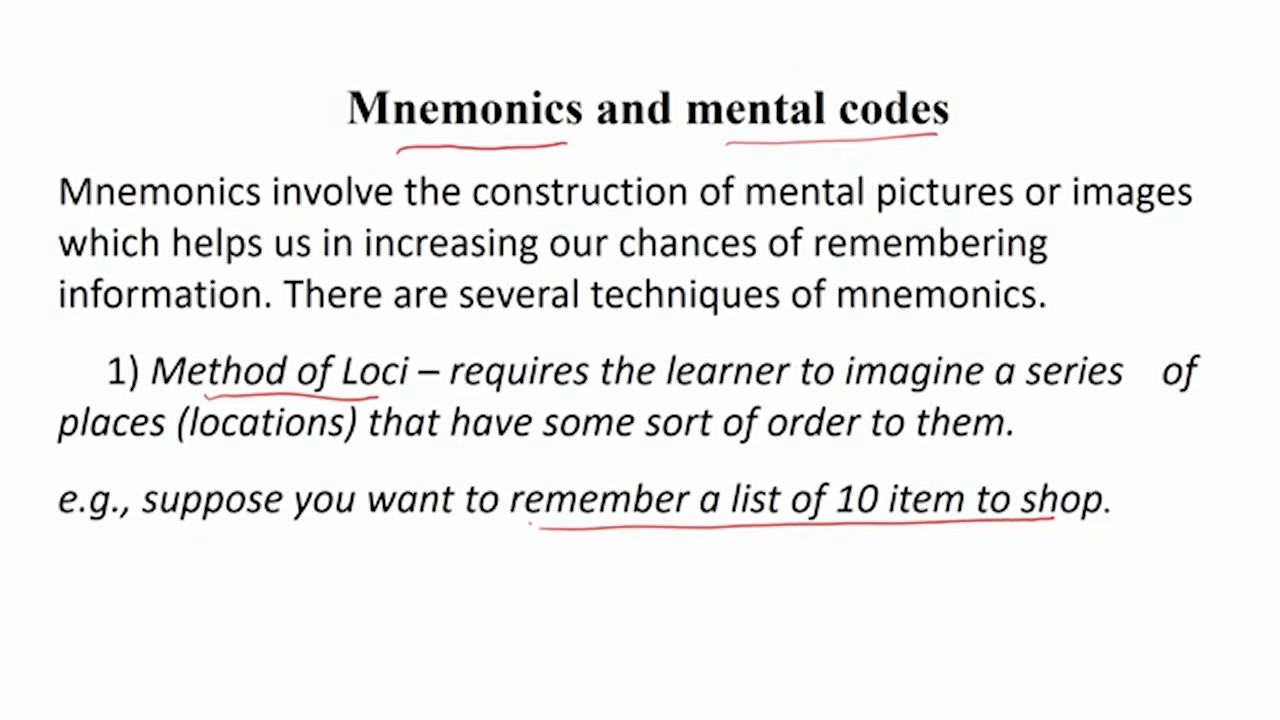 Mnemonics and mental codes
Mnemonics involve the construction of mental pictures or images
which helps us in increasing our chances of remembering
information. There are several techniques of mnemonics.
1) Method of Loci – requires the learner to imagine a series of
places (locations) that have some sort of order to them.
e.g., suppose you want to remember a list of 10 item to shop.